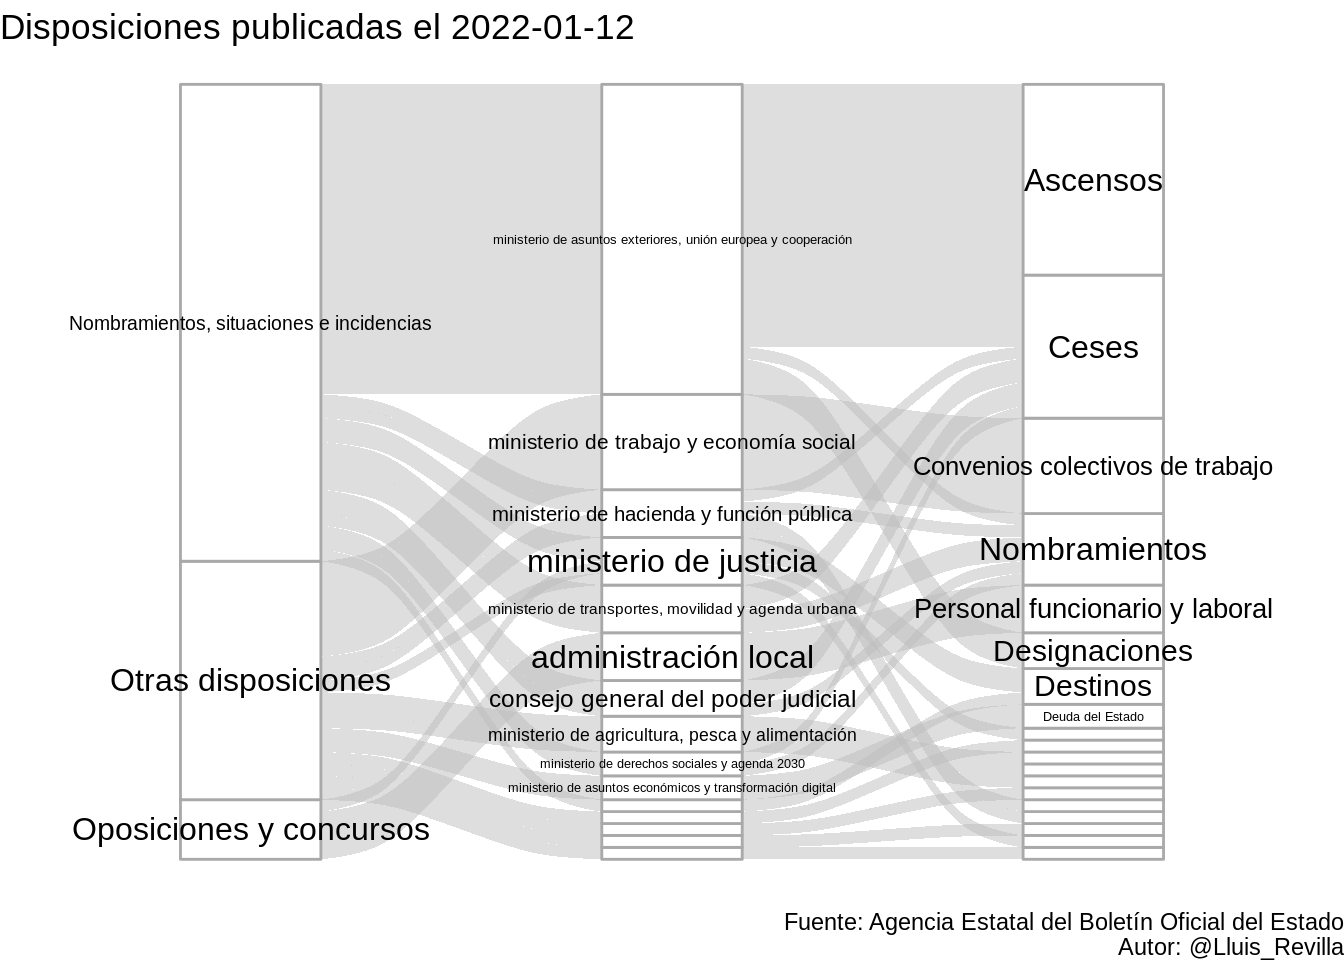 Disposiciones publicadas el 2022-01-12
Nombramientos, situaciones e incidencias
Otras disposiciones
Oposiciones y concursos
ministerio de asuntos exteriores, unión europea y cooperación
ministerio de trabajo y economía social
ministerio de hacienda y función pública
ministerio de justicia
ministerio de transportes, movilidad y agenda urbana
administración local
consejo general del poder judicial
ministerio de agricultura, pesca y alimentación
ministerio de derechos sociales y agenda 2030
ministerio de asuntos económicos y transformación digital
Ascensos
Ceses
Convenios colectivos de trabajo
Nombramientos
Personal funcionario y laboral
Designaciones
Destinos
Deuda del Estado
Fuente: Agencia Estatal del Boletín Oficial del Estado
Autor: @Lluis_Revilla